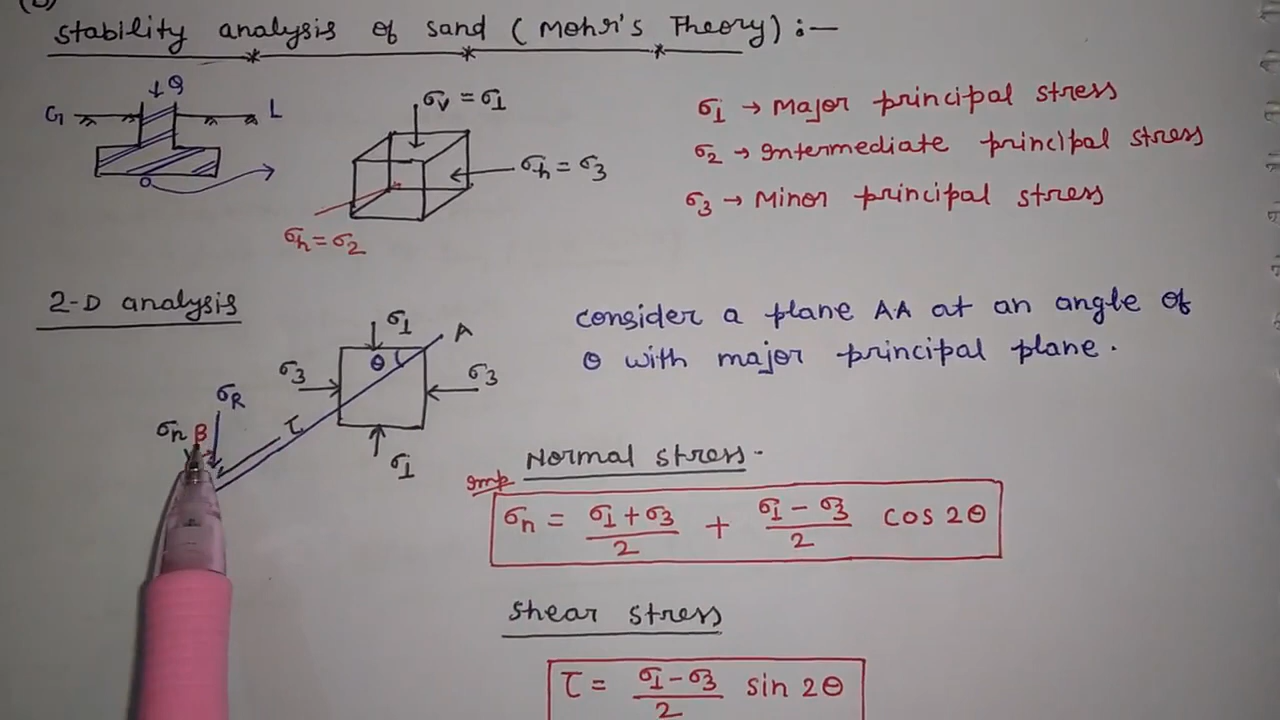 Stability analysis of sand (Mohr's Theory) :-
↓Q
G L
σv = σ1
σh = σ3
σh = σ2
σ1 → Major principal stress
σ2 → Intermediate principal stress
σ3 → Minor principal stress
2-D analysis
σ1
A
θ
σ3
σ3
σR
σn β
τ
σ1
consider a plane AA at an angle of
θ with major principal plane.
Imp
Normal stress.
σn = σ1 + σ3 / 2 + σ1 - σ3 / 2 cos 2θ
Shear stress
τ = σ1 - σ3 / 2 sin 2θ